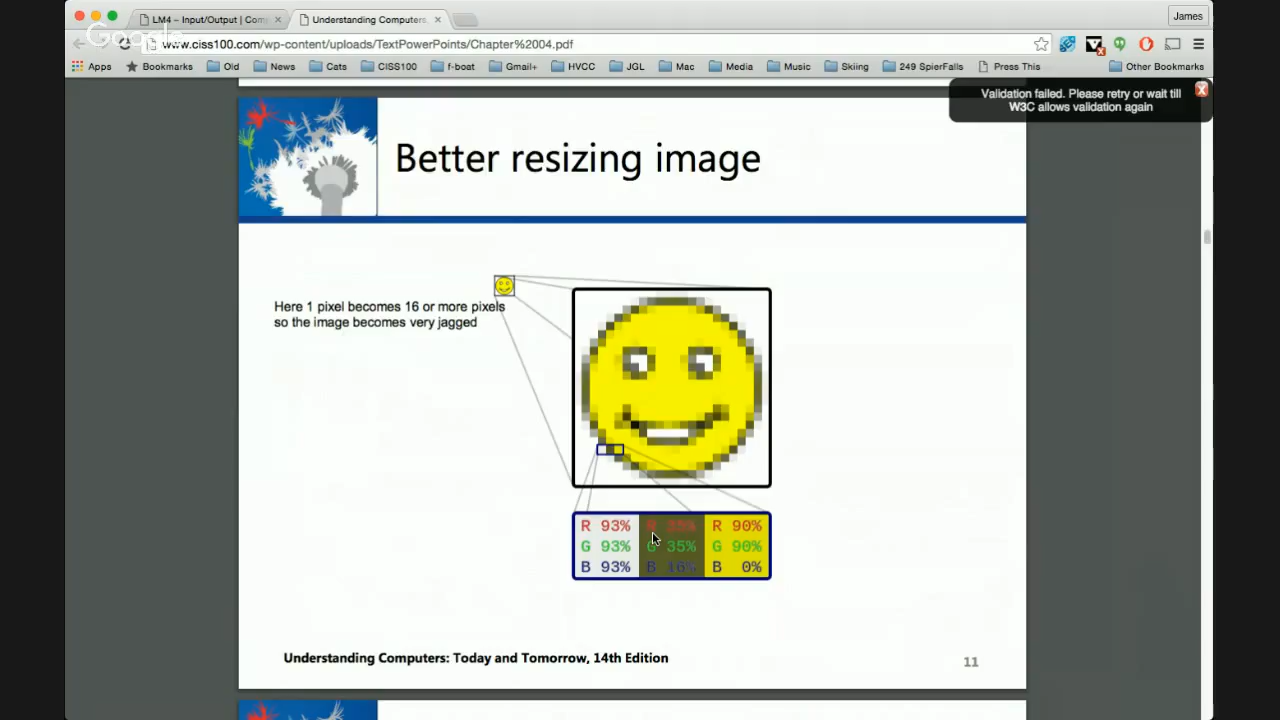 LM4 – Input/Output | Com
Understanding Computers,
James
Google
www.ciss100.com/wp-content/uploads/TextPowerPoints/Chapter%2004.pdf
Apps Bookmarks Old News Cats CISS100 f-boat Gmail+ HVCC JGL Mac Media Music Skiing 249 SpierFalls Press This Other Bookmarks
Validation failed. Please retry or wait till
W3C allows validation again
Better resizing image
Here 1 pixel becomes 16 or more pixels
so the image becomes very jagged
R 93% R 35% R 90%
G 93% G 35% G 90%
B 93% B 16% B 0%
Understanding Computers: Today and Tomorrow, 14th Edition
11